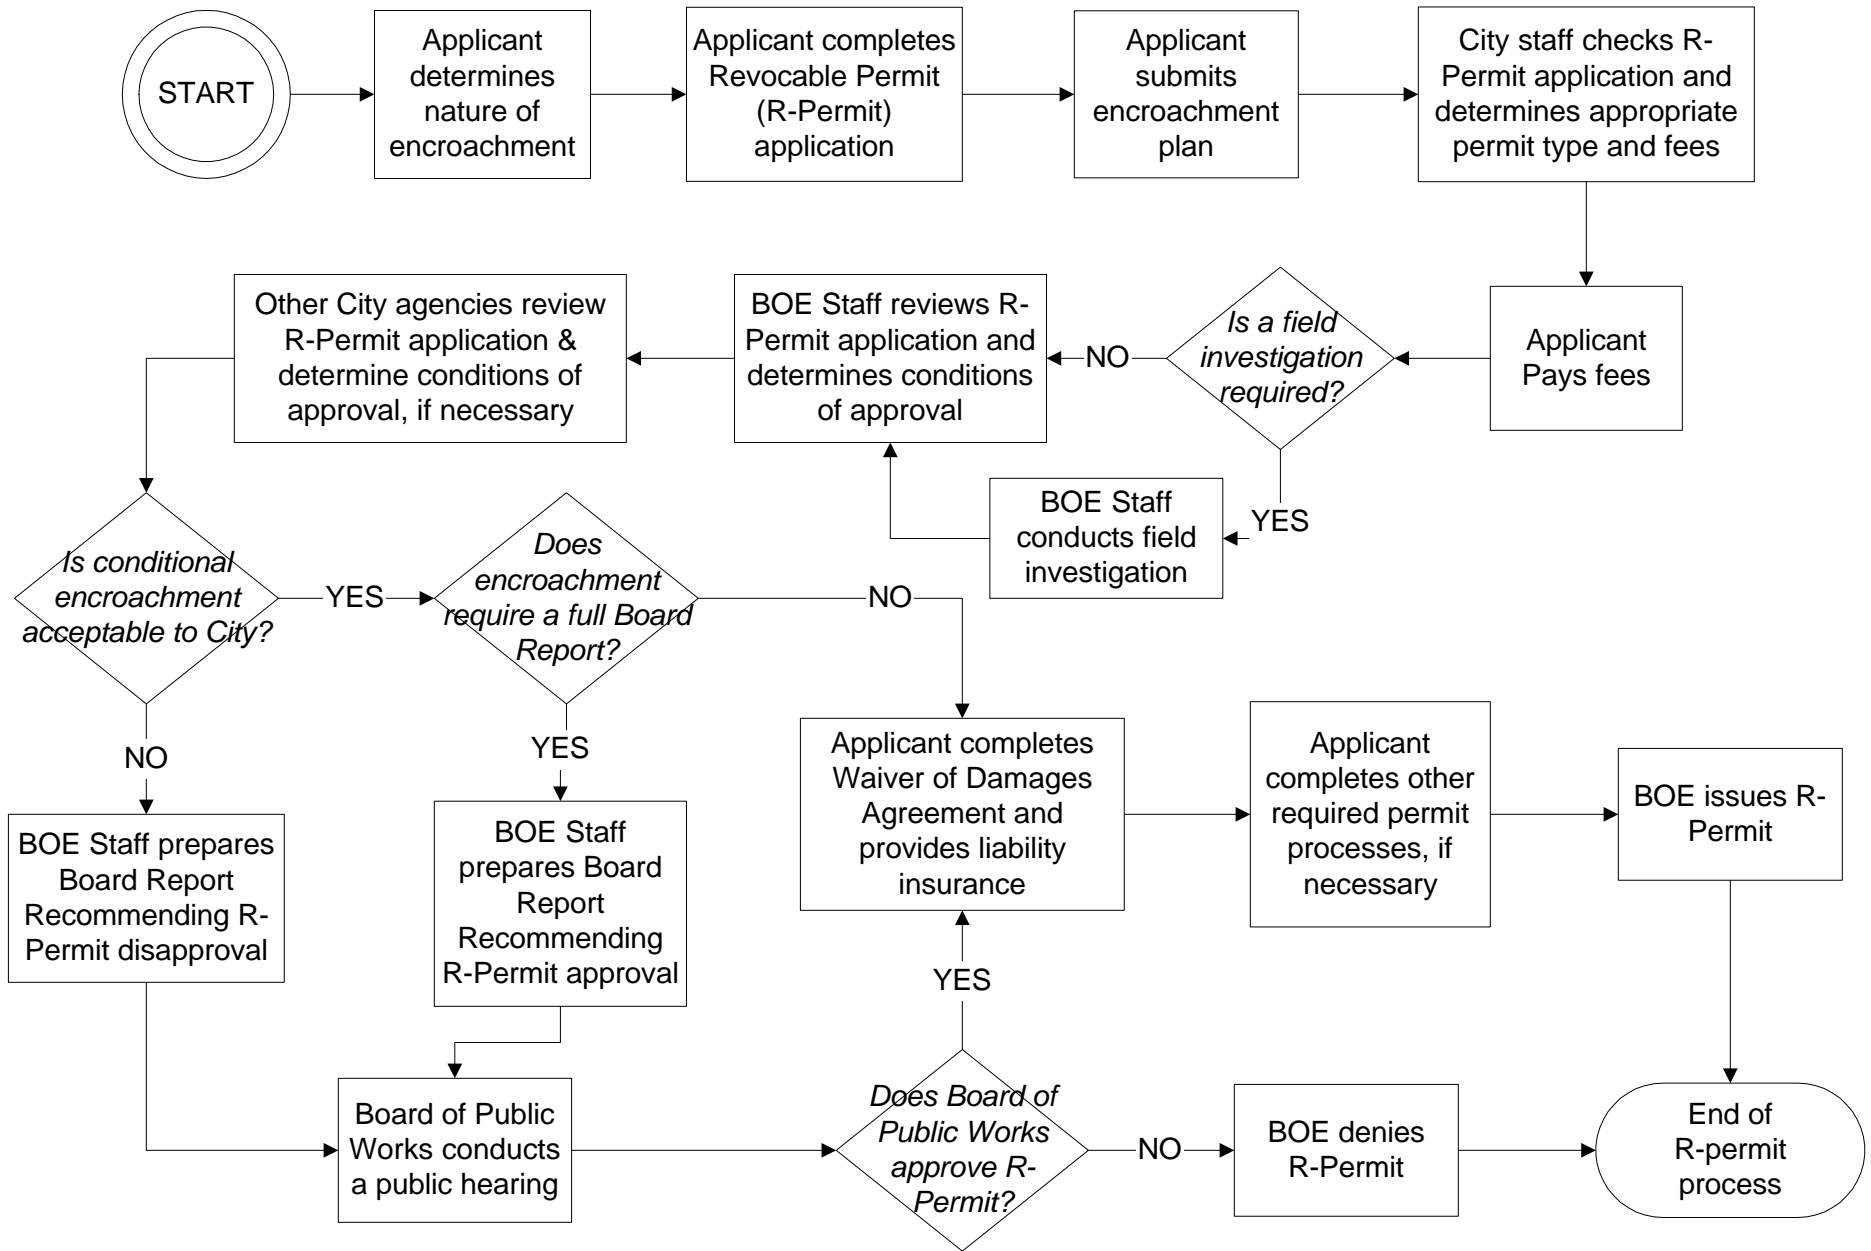 START
Applicant
determines
nature of
encroachment
Applicant completes
Revocable Permit
(R-Permit)
application
Applicant
submits
encroachment
plan
City staff checks R-
Permit application and
determines appropriate
permit type and fees
Other City agencies review
R-Permit application &
determine conditions of
approval, if necessary
BOE Staff reviews R-
Permit application and
determines conditions
of approval
NO
Is a field
investigation
required?
Applicant
Pays fees
YES
BOE Staff
conducts field
investigation
Is conditional
encroachment
acceptable to City?
YES
Does
encroachment
require a full Board
Report?
NO
NO
YES
BOE Staff prepares
Board Report
Recommending R-
Permit disapproval
BOE Staff
prepares Board
Report
Recommending
R-Permit approval
Applicant completes
Waiver of Damages
Agreement and
provides liability
insurance
Applicant
completes other
required permit
processes, if
necessary
BOE issues R-
Permit
YES
Board of Public
Works conducts
a public hearing
Does Board of
Public Works
approve R-
Permit?
NO
BOE denies
R-Permit
End of
R-permit
process